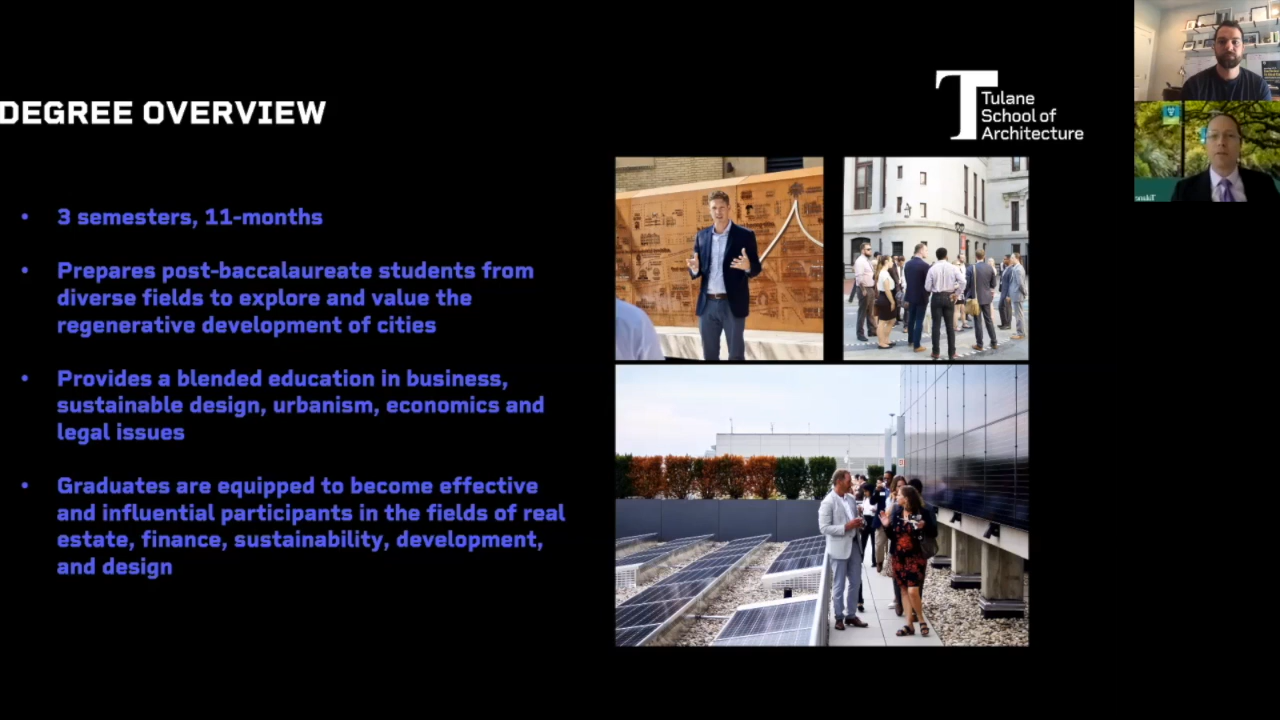 DEGREE OVERVIEW
Tulane
School of
Architecture
• 3 semesters, 11-months
• Prepares post-baccalaureate students from
diverse fields to explore and value the
regenerative development of cities
• Provides a blended education in business,
sustainable design, urbanism, economics and
legal issues
• Graduates are equipped to become effective
and influential participants in the fields of real
estate, finance, sustainability, development,
and design